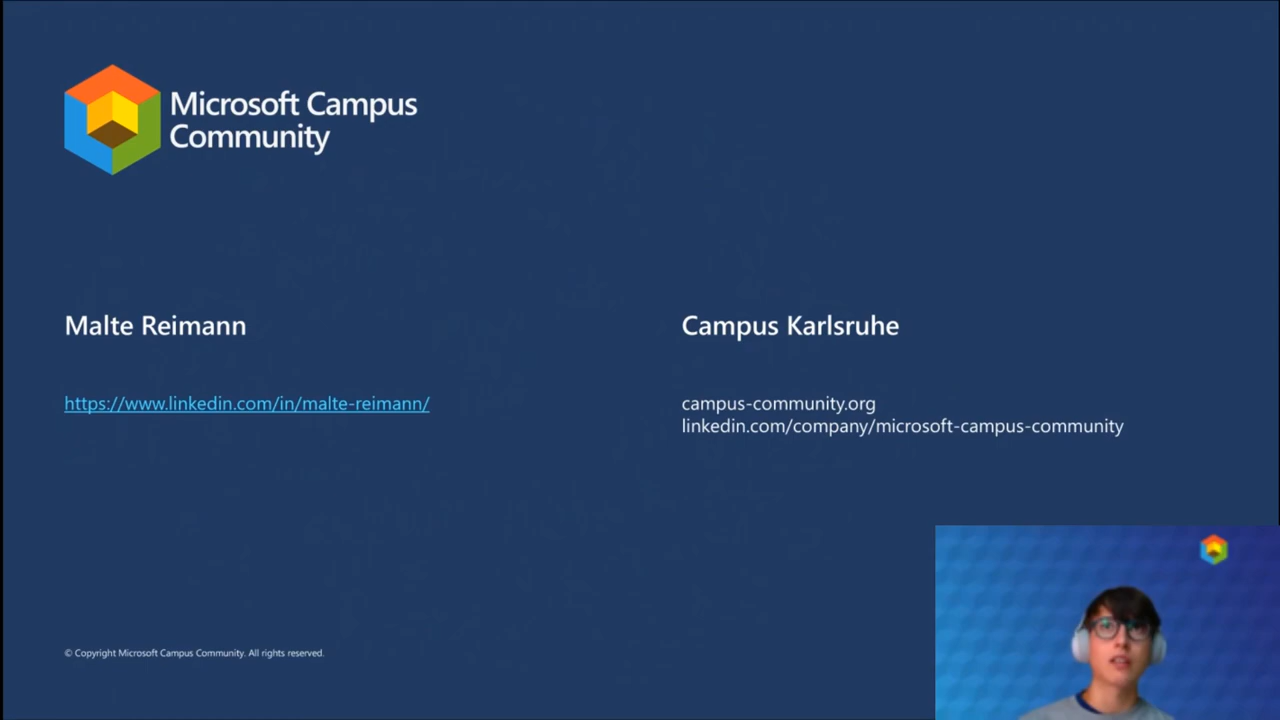 Microsoft Campus
Community
Malte Reimann
https://www.linkedin.com/in/malte-reimann/
Campus Karlsruhe
campus-community.org
linkedin.com/company/microsoft-campus-community
© Copyright Microsoft Campus Community. All rights reserved.